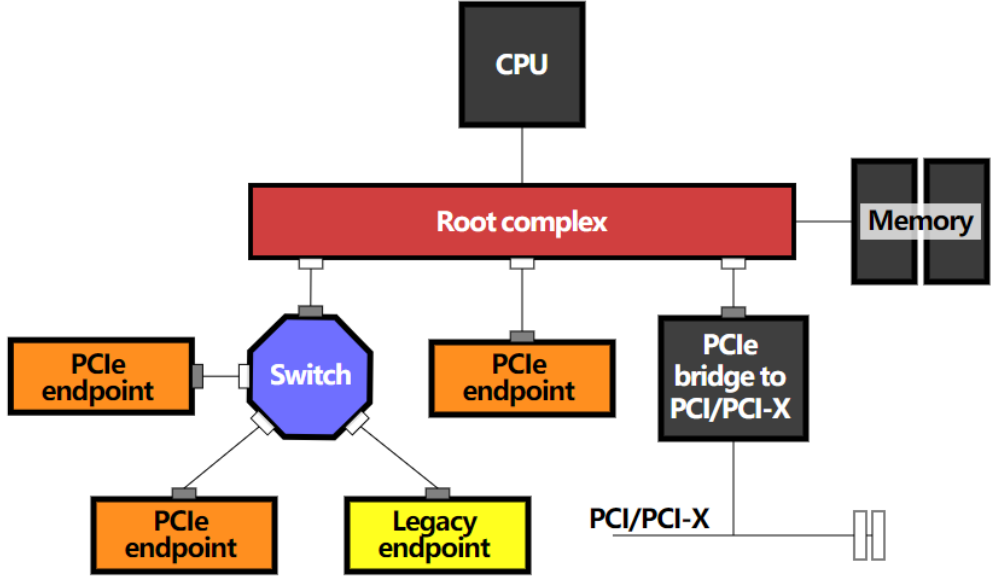 CPU
Root complex
Memory
PCIe
endpoint
Switch
PCIe
endpoint
PCIe
bridge to
PCI/PCI-X
PCIe
endpoint
Legacy
endpoint
PCI/PCI-X